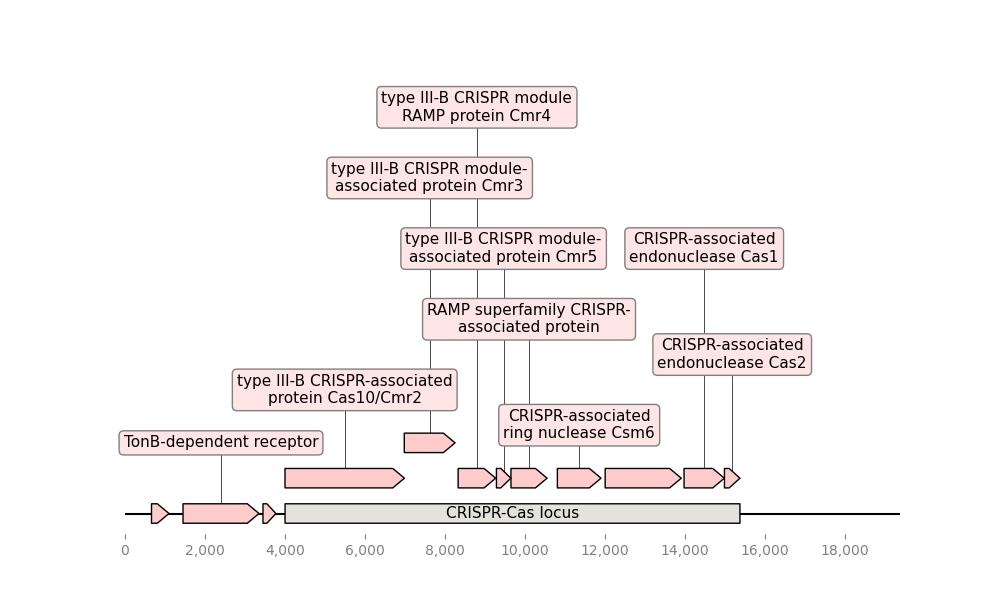 type III-B CRISPR module
RAMP protein Cmr4
type III-B CRISPR module-
associated protein Cmr3
type III-B CRISPR module-
associated protein Cmr5
CRISPR-associated
endonuclease Cas1
RAMP superfamily CRISPR-
associated protein
CRISPR-associated
endonuclease Cas2
type III-B CRISPR-associated
protein Cas10/Cmr2
CRISPR-associated
ring nuclease Csm6
TonB-dependent receptor
CRISPR-Cas locus
0 2,000 4,000 6,000 8,000 10,000 12,000 14,000 16,000 18,000